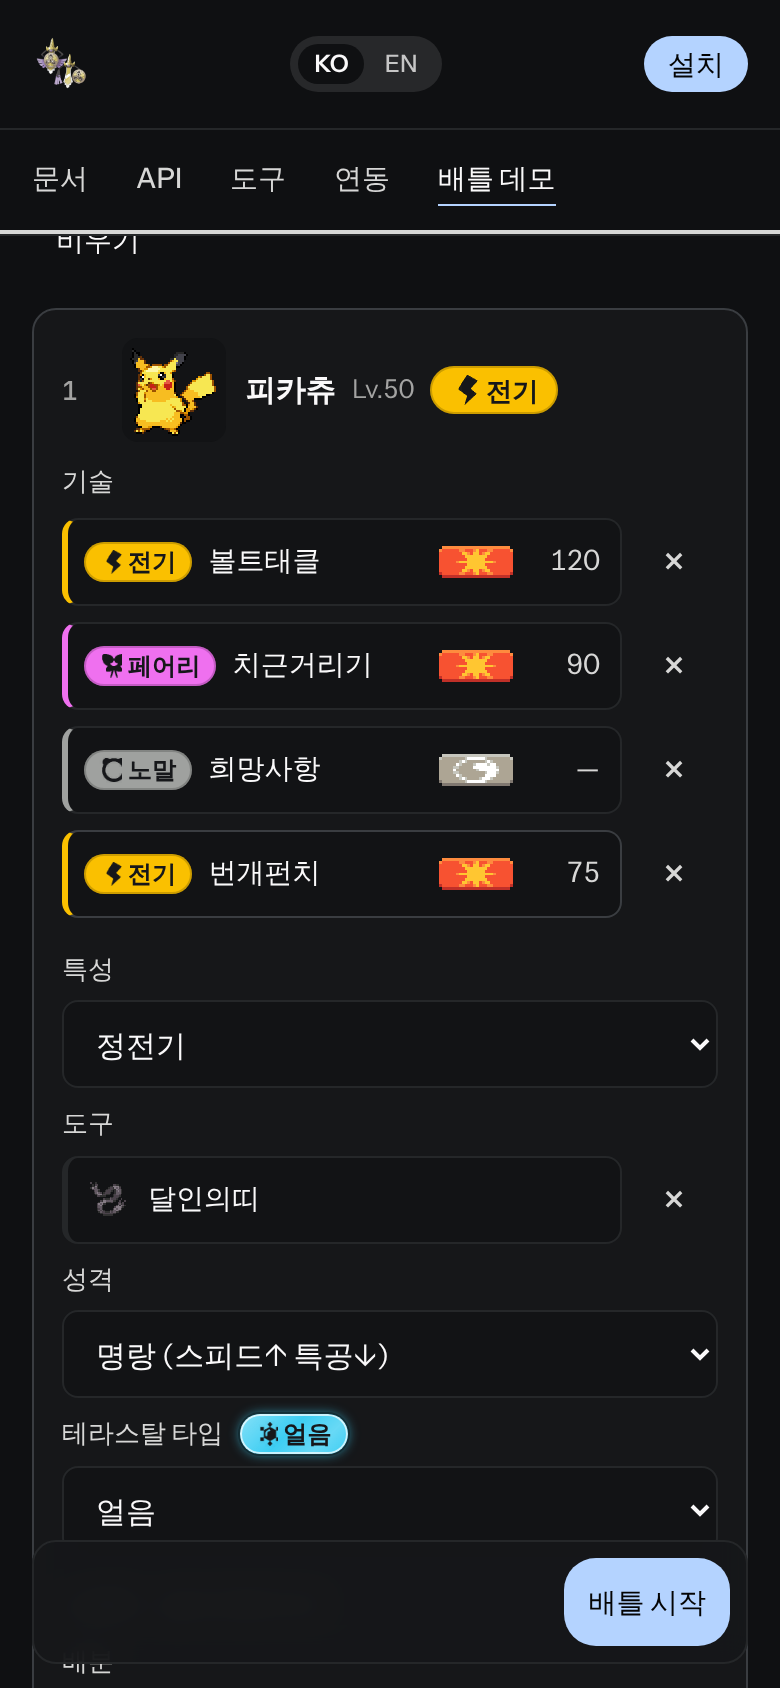 KO EN 설치
문서 API 도구 연동 배틀 데모
비우기
1 피카츄 Lv.50 전기
기술
전기 볼트태클 120 ×
페어리 치근거리기 90 ×
노말 희망사항 — ×
전기 번개펀치 75 ×
특성
정전기
도구
달인의띠 ×
성격
명랑 (스피드↑ 특공↓)
테라스탈 타입 얼음
얼음
배틀 시작